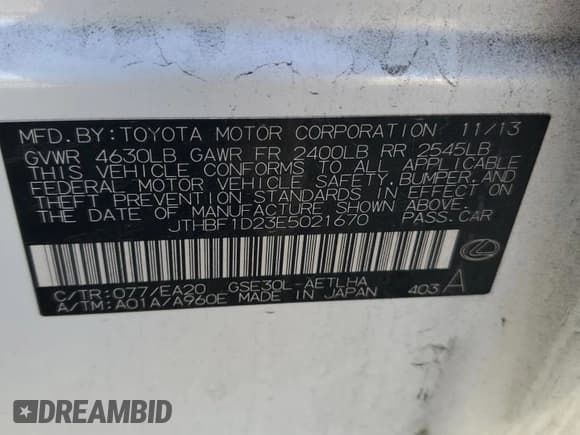 MFD.BY:TOYOTA MOTOR CORPORATION 11/13
GVWR 4630LB GAWR FR 2400LB RR 2545LB
THIS VEHICLE CONFORMS TO ALL APPLICABLE
FEDERAL MOTOR VEHICLE SAFETY, BUMPER, AND
THEFT PREVENTION STANDARDS IN EFFECT ON
THE DATE OF MANUFACTURE SHOWN ABOVE.
JTHBF1D23E5021670 PASS.CAR
C/TR:077/EA20 GSE30L-AETLHA
A/TM:A01A/A960E MADE IN JAPAN 403 A
DREAMBID